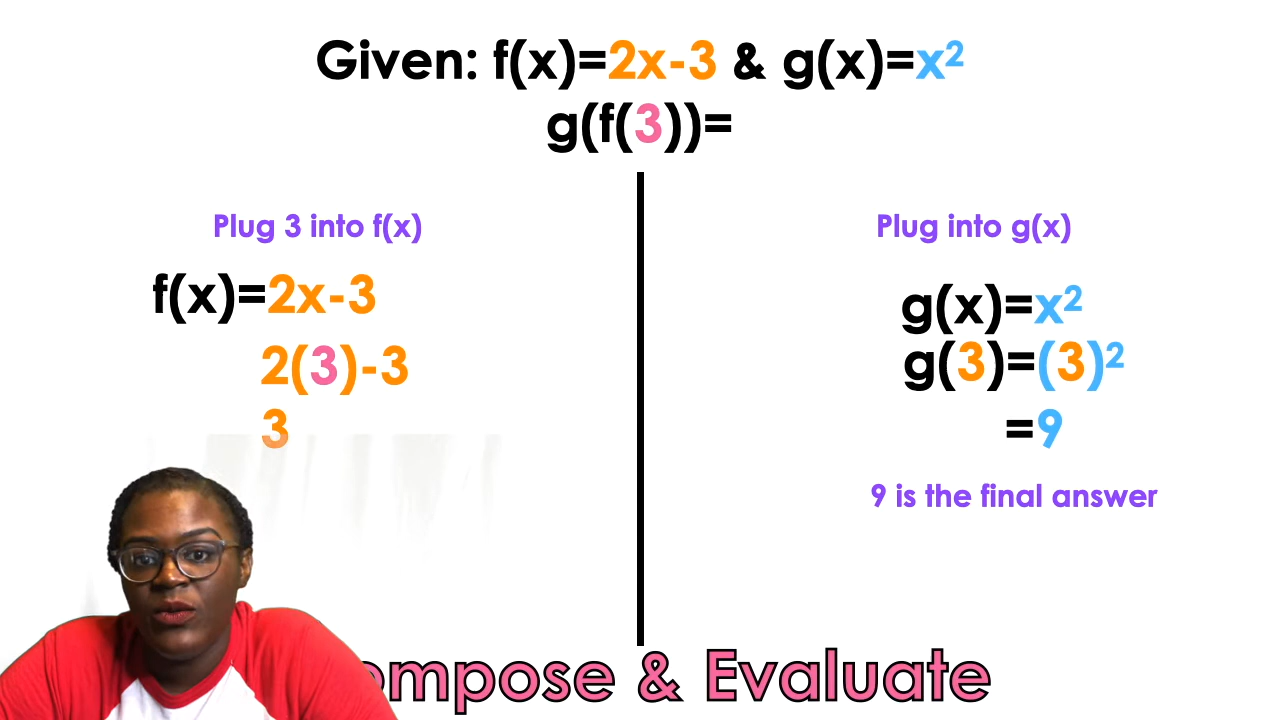 Given: f(x)=2x-3 & g(x)=x²
g(f(3))=
Plug 3 into f(x)
f(x)=2x-3
2(3)-3
3
Plug into g(x)
g(x)=x²
g(3)=(3)²
=9
9 is the final answer
& Evaluate